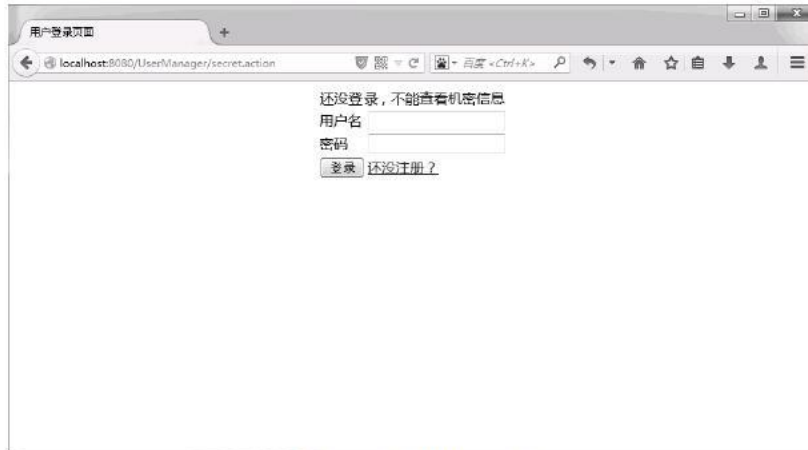 用户登录页面
localhost:8080/UserManager/secret.action
百度 <Ctrl+K>
还没登录，不能查看机密信息
用户名
密码
登录 还没注册？